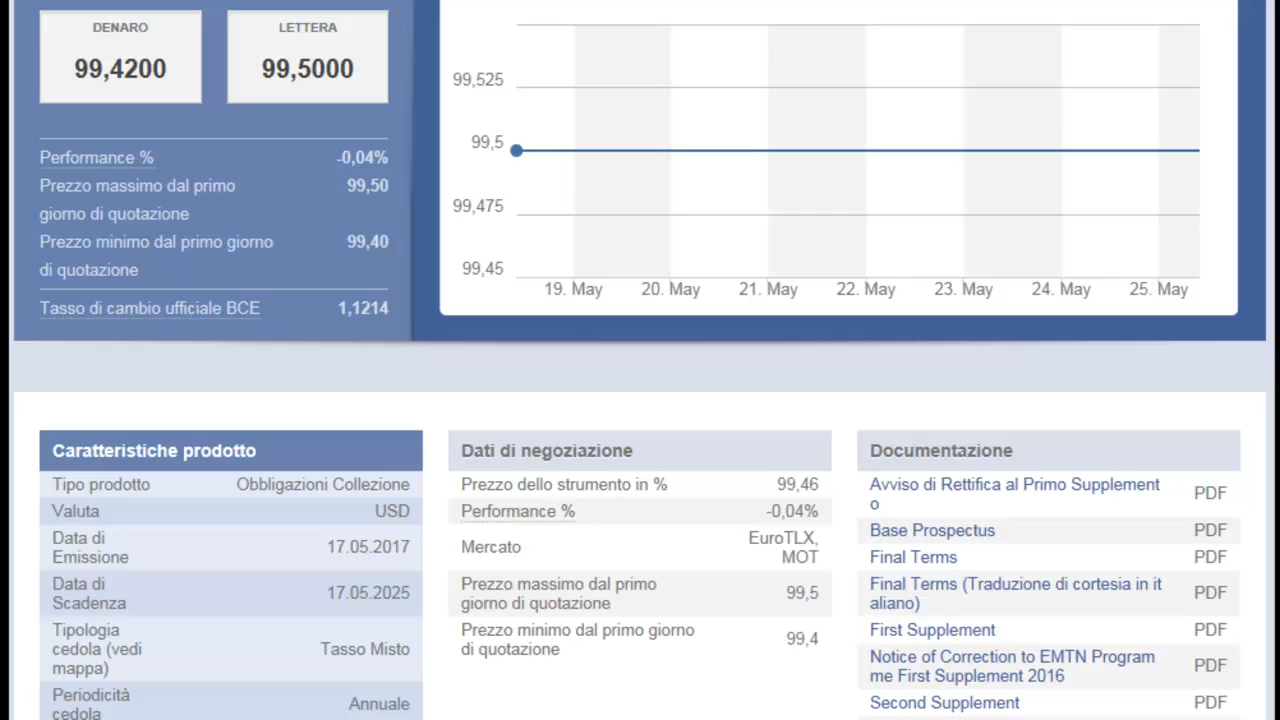 DENARO
LETTERA
99,4200
99,5000
Performance %
-0,04%
Prezzo massimo dal primo
giorno di quotazione
99,50
Prezzo minimo dal primo giorno
di quotazione
99,40
Tasso di cambio ufficiale BCE
1,1214
99,525
99,5
99,475
99,45
19. May
20. May
21. May
22. May
23. May
24. May
25. May
Caratteristiche prodotto
Tipo prodotto
Obbligazioni Collezione
Valuta
USD
Data di
Emissione
17.05.2017
Data di
Scadenza
17.05.2025
Tipologia
cedola (vedi
mappa)
Tasso Misto
Periodicità
cedola
Annuale
Dati di negoziazione
Prezzo dello strumento in %
99,46
Performance %
-0,04%
Mercato
EuroTLX,
MOT
Prezzo massimo dal primo
giorno di quotazione
99,5
Prezzo minimo dal primo giorno
di quotazione
99,4
Documentazione
Avviso di Rettifica al Primo Supplement
o
PDF
Base Prospectus
PDF
Final Terms
PDF
Final Terms (Traduzione di cortesia in it
aliano)
PDF
First Supplement
PDF
Notice of Correction to EMTN Program
me First Supplement 2016
PDF
Second Supplement
PDF